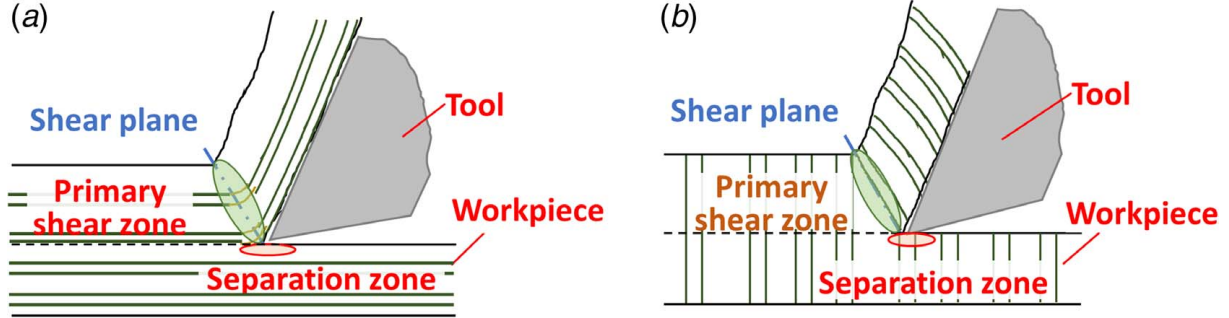 (a)
Shear plane
Tool
Primary
shear zone
Workpiece
Separation zone
(b)
Shear plane
Tool
Primary
shear zone
Workpiece
Separation zone